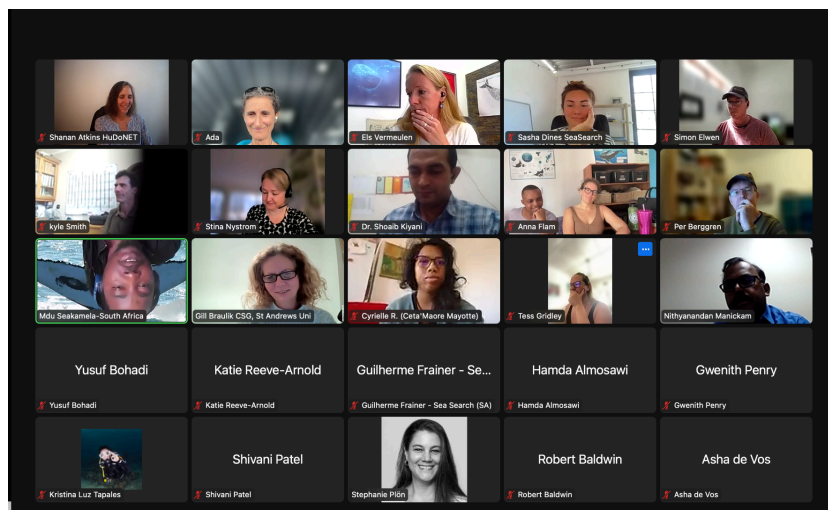 Shanan Atkins HuDoNET
Ada
Els Vermeulen
Sasha Dines SeaSearch
Simon Elwen
kyle Smith
Stina Nystrom
Dr. Shoaib Kiyani
Anna Flam
Per Berggren
Mdu Seakamela-South Africa
Gill Braulik CSG, St Andrews Uni
Cyrielle R. (Ceta'Maore Mayotte)
Tess Gridley
Nithyanandan Manickam
Yusuf Bohadi
Yusuf Bohadi
Katie Reeve-Arnold
Katie Reeve-Arnold
Guilherme Frainer - Se...
Guilherme Frainer - Sea Search (SA)
Hamda Almosawi
Hamda Almosawi
Gwenith Penry
Gwenith Penry
Kristina Luz Tapales
Shivani Patel
Shivani Patel
Stephanie Plön
Robert Baldwin
Robert Baldwin
Asha de Vos
Asha de Vos